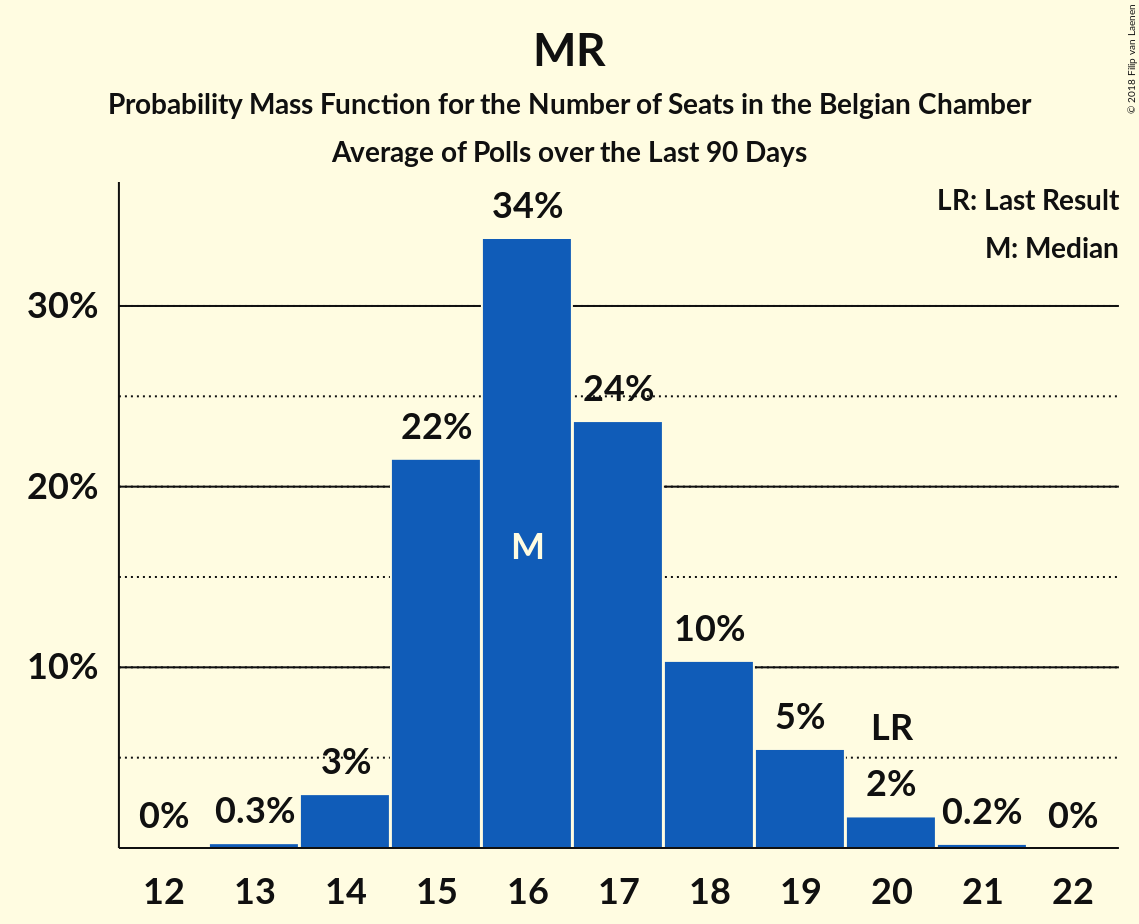 MR
Probability Mass Function for the Number of Seats in the Belgian Chamber
Average of Polls over the Last 90 Days
© 2018 Filip van Laenen
LR: Last Result
M: Median
30%
20%
10%
0%
0.3%
3%
22%
34%
M
24%
10%
5%
LR
2%
0.2%
0%
12 13 14 15 16 17 18 19 20 21 22